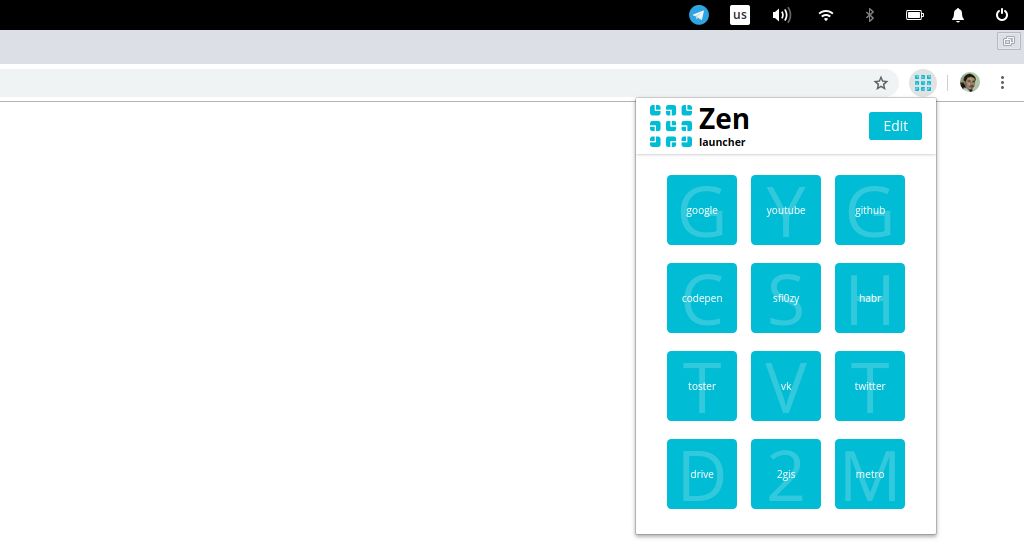 us
Zen
launcher
Edit
G Y G
google youtube github
C S H
codepen sfi0zy habr
T V T
toster vk twitter
D 2 M
drive 2gis metro